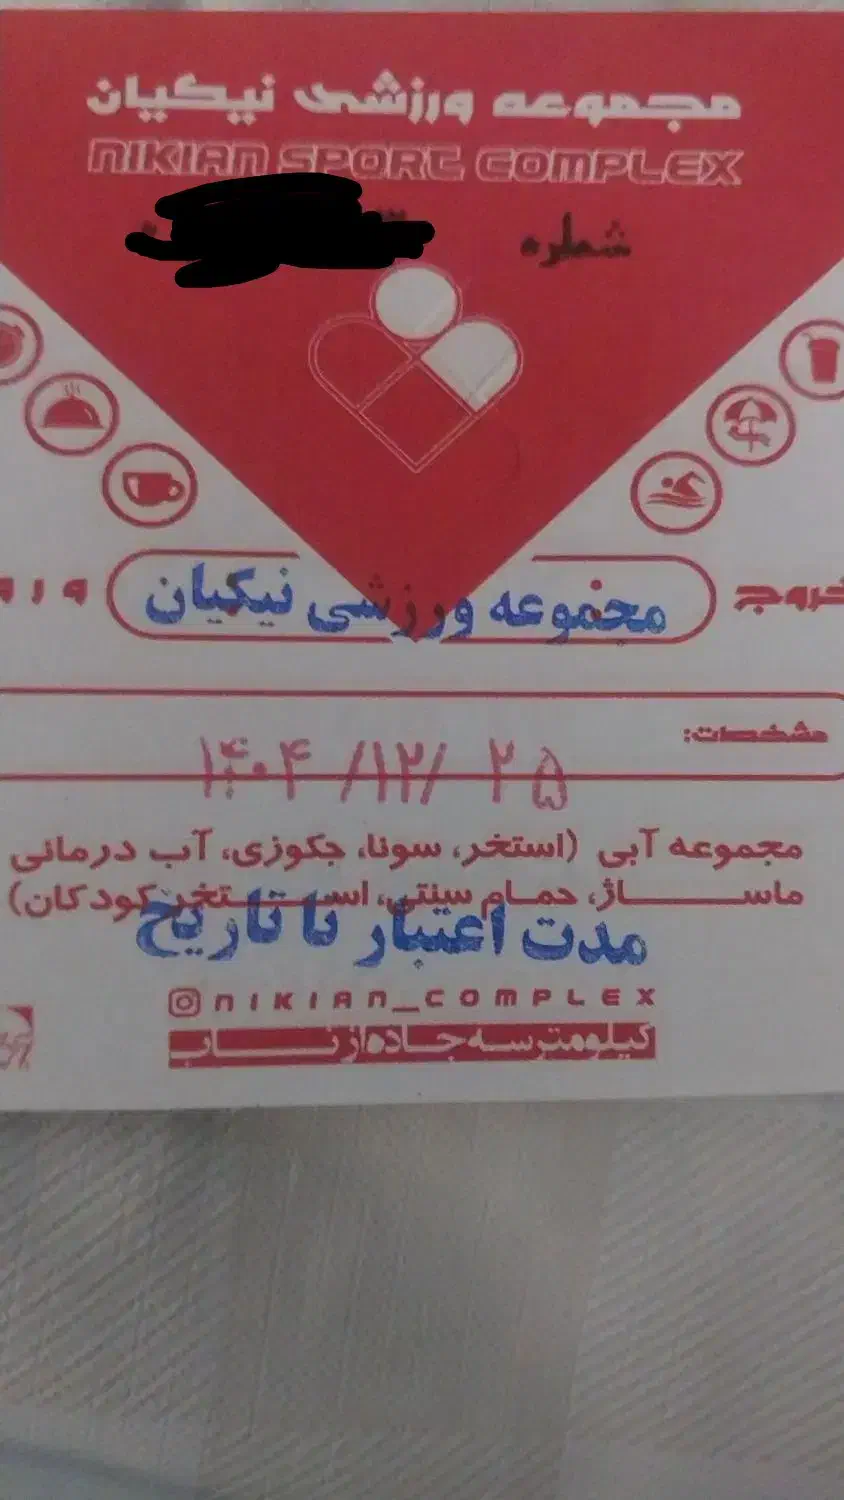 مجموعه ورزشی نیکیان
NIKIAN SPORT COMPLEX
شماره
خروج
مجموعه ورزشی نیکیان
مشخصات:
۱۴۰۴/۱۲/۲۵
مجموعه آبی (استخر، سونا، جکوزی، آب درمانی
ماساژ، حمام سنتی، استخر کودکان)
مدت اعتبار تا تاریخ
NIKIAN_COMPLEX
کیلومتر سه جاده ازناب